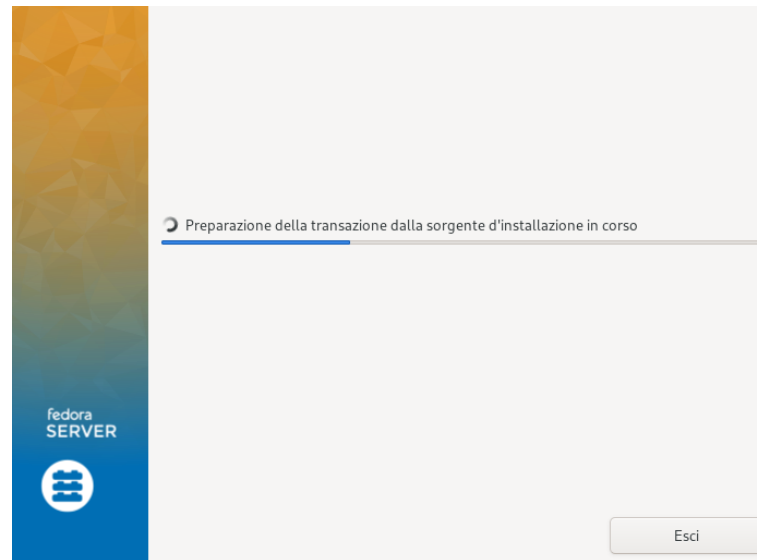 Preparazione della transazione dalla sorgente d'installazione in corso
fedora
SERVER
Esci